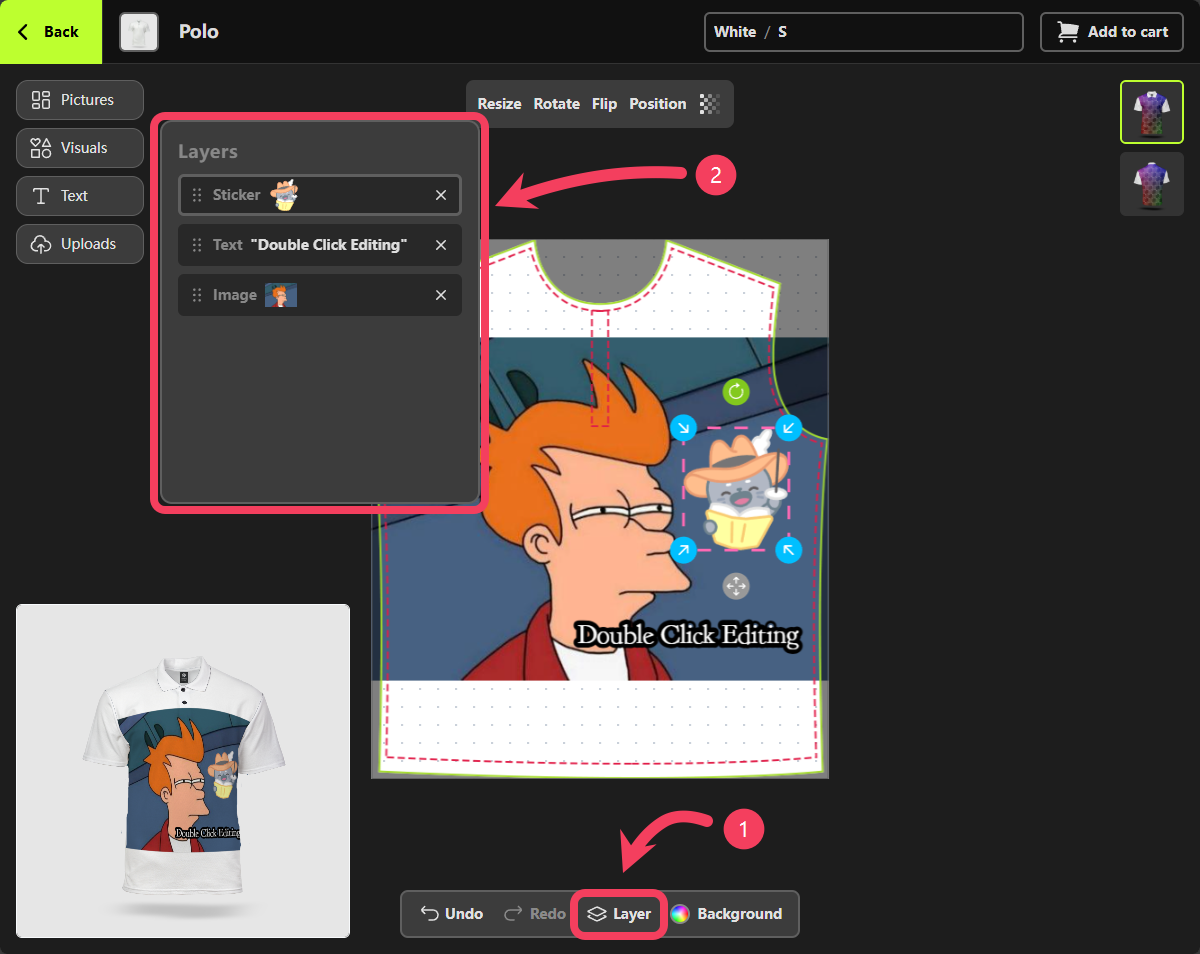 Back
Polo
White / S
Add to cart
Pictures
Visuals
Text
Uploads
Resize Rotate Flip Position
Layers
Sticker
Text "Double Click Editing"
Image
2
Double Click Editing
Double Click Editing
1
Undo Redo Layer Background